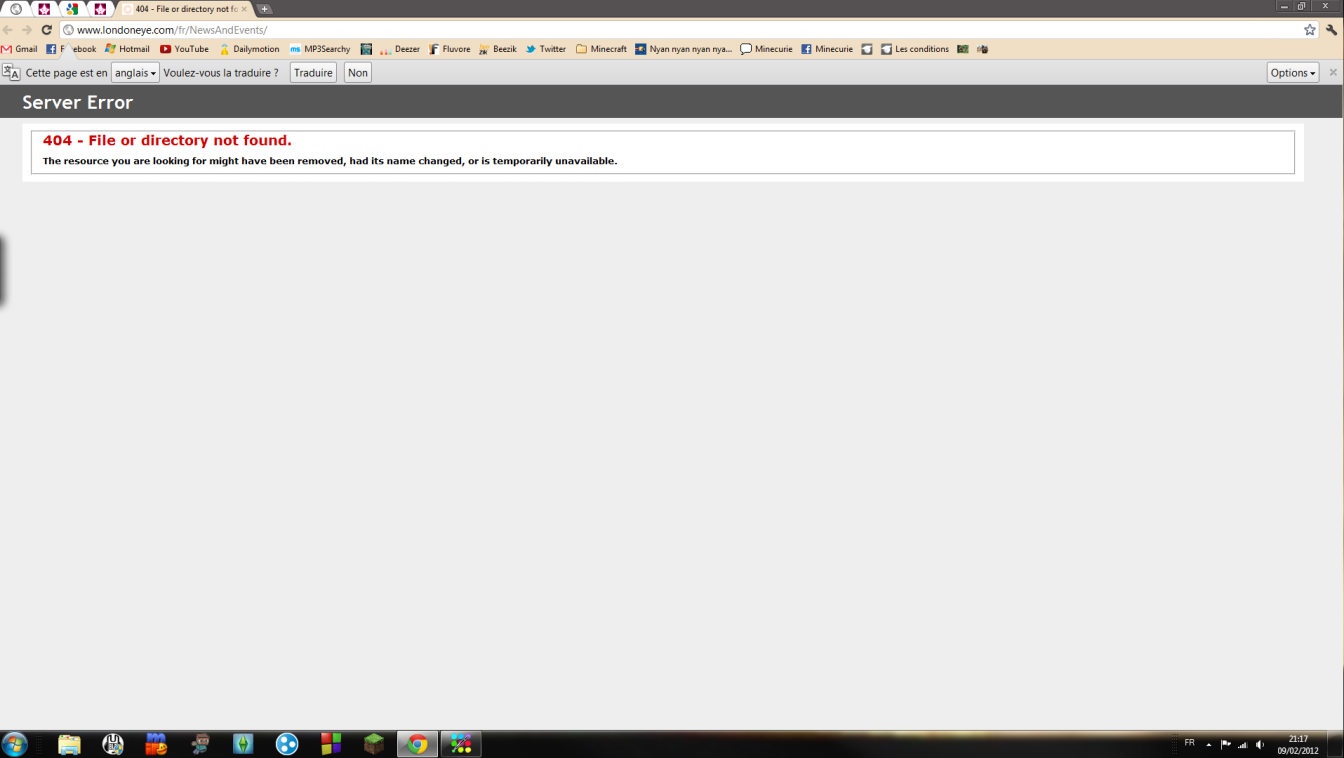 404 - File or directory not fo
www.londoneye.com/fr/NewsAndEvents/
Gmail Facebook Hotmail YouTube Dailymotion MP3Searchy Deezer Fluvore Beezik Twitter Minecraft Nyan nyan nyan nya... Minecurie Minecurie Les conditions
Cette page est en anglais Voulez-vous la traduire ? Traduire Non Options
Server Error
404 - File or directory not found.
The resource you are looking for might have been removed, had its name changed, or is temporarily unavailable.
FR
21:17
09/02/2012